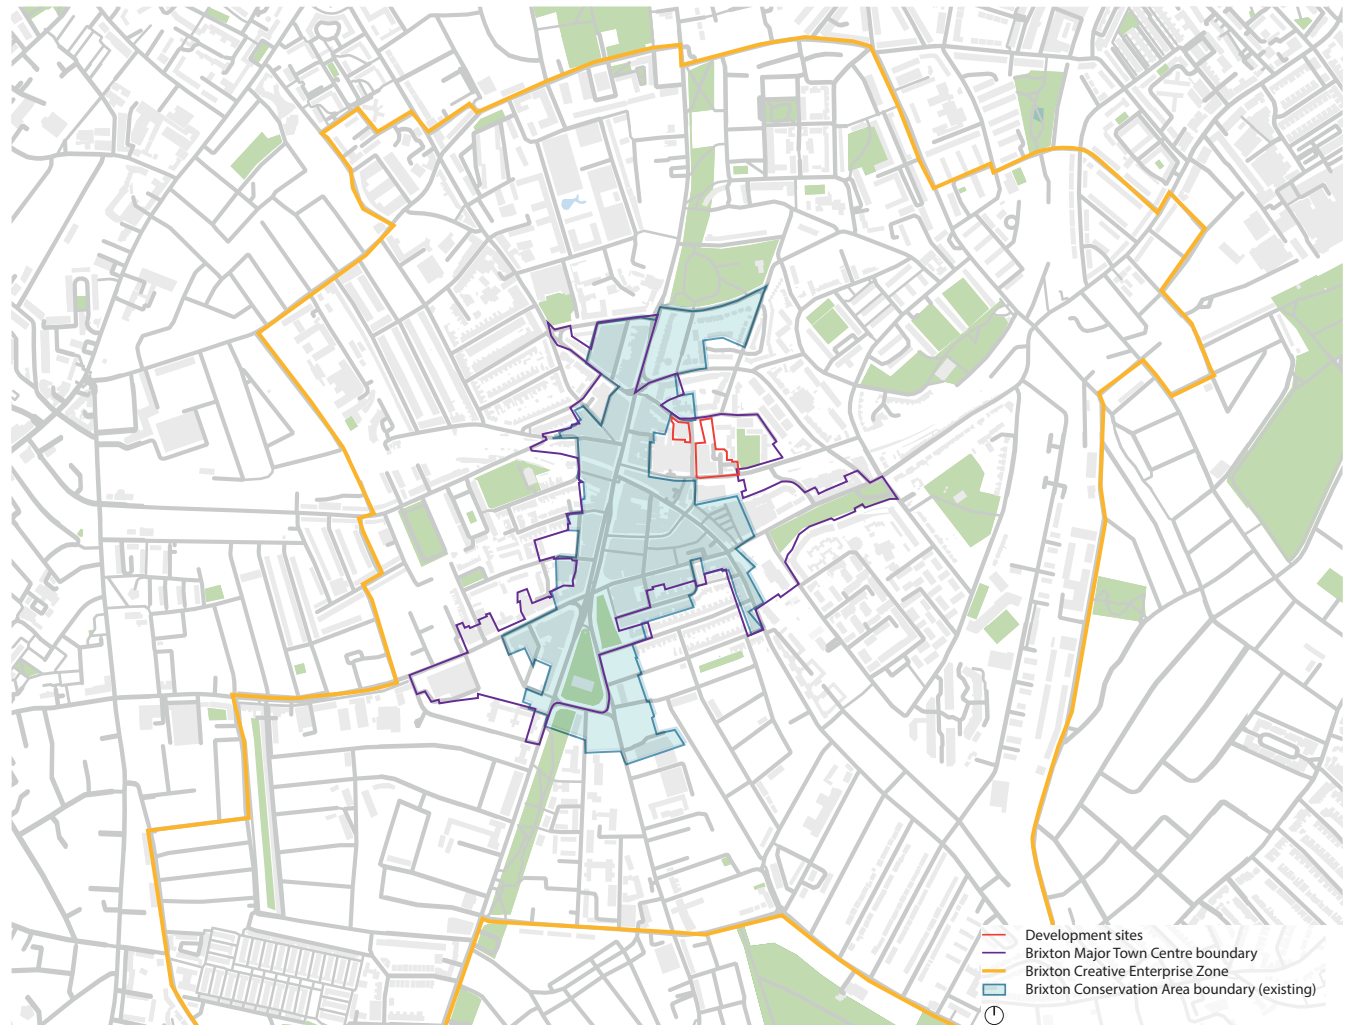 Development sites
Brixton Major Town Centre boundary
Brixton Creative Enterprise Zone
Brixton Conservation Area boundary (existing)